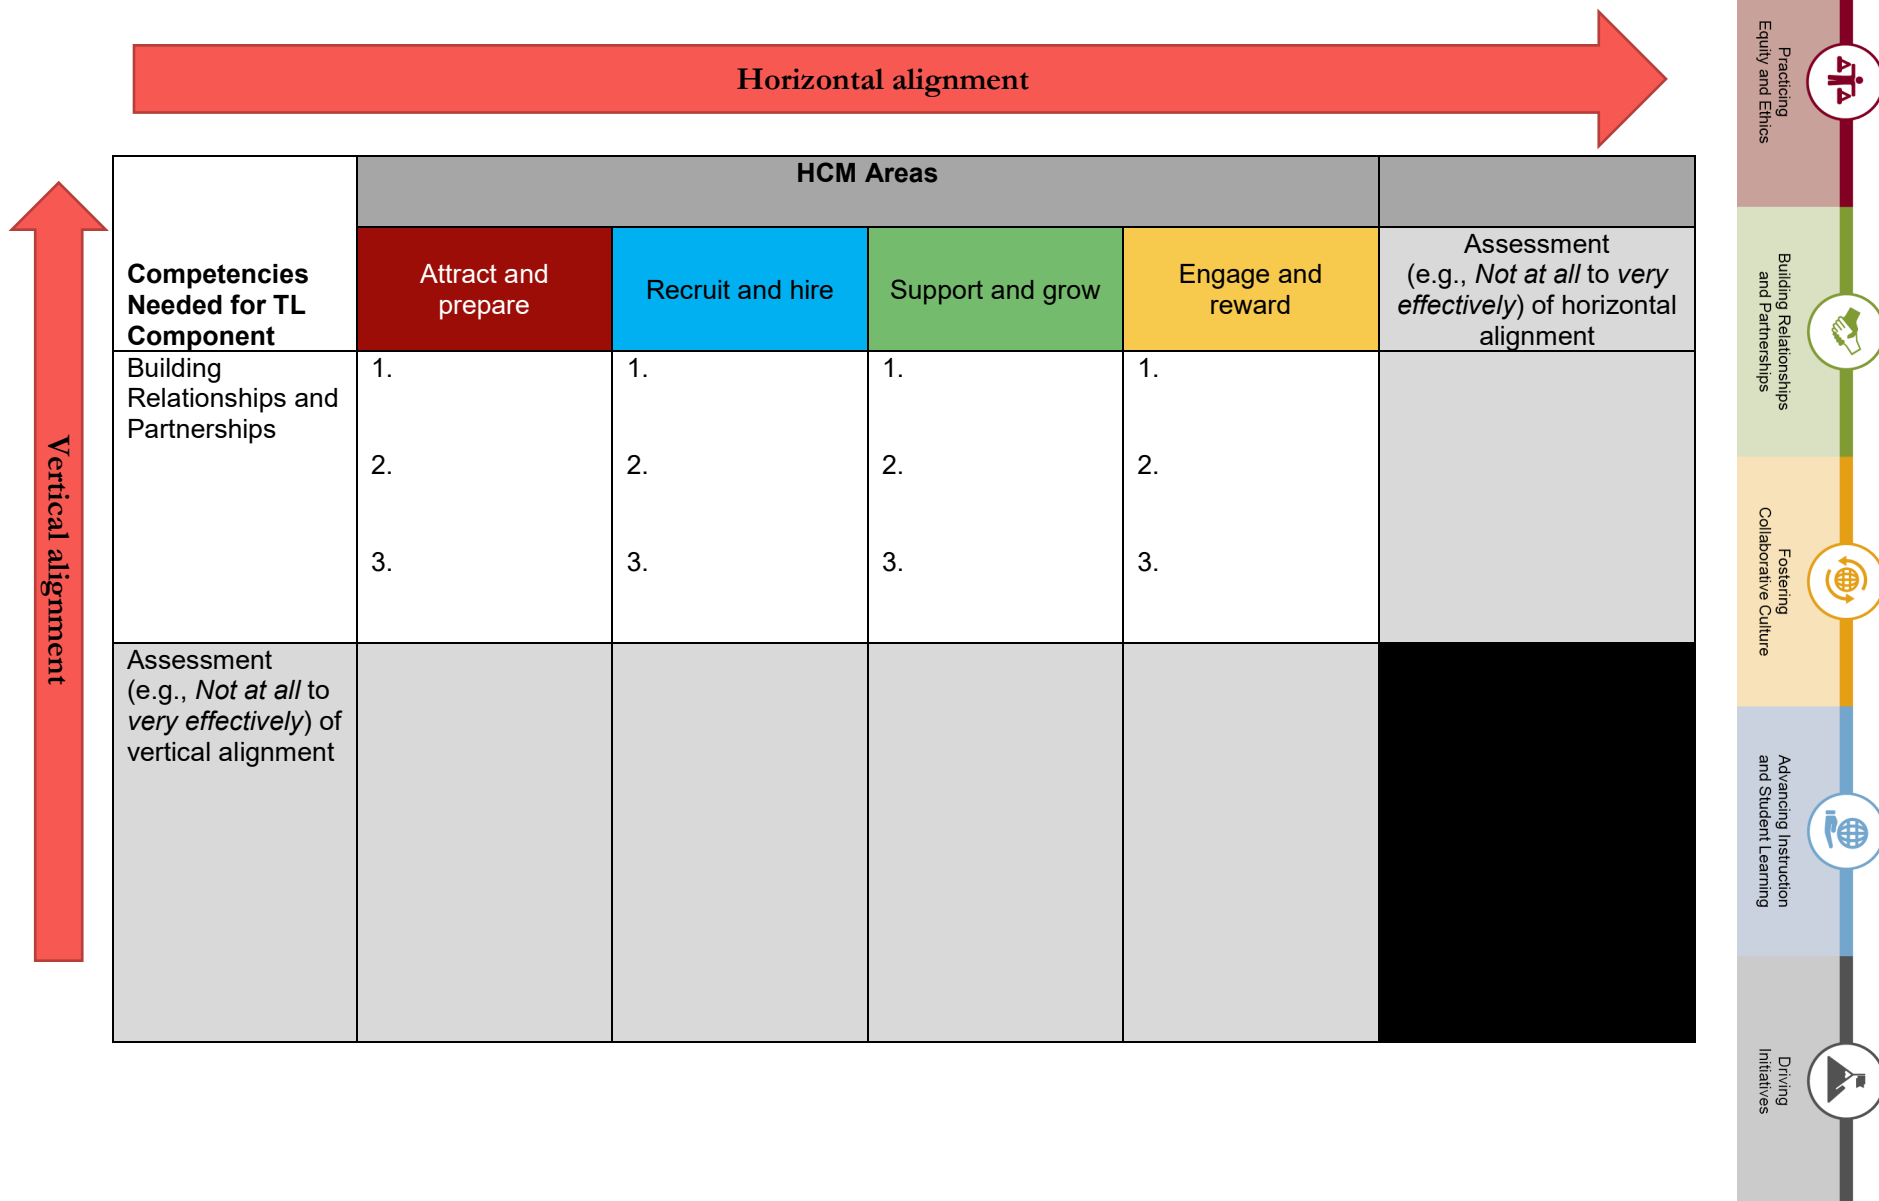 Horizontal alignment
Vertical alignment
HCM Areas
Competencies
Needed for TL
Component
Attract and
prepare
Recruit and hire
Support and grow
Engage and
reward
Assessment
(e.g., Not at all to very
effectively) of horizontal
alignment
Building
Relationships and
Partnerships
1.
2.
3.
1.
2.
3.
1.
2.
3.
1.
2.
3.
Assessment
(e.g., Not at all to
very effectively) of
vertical alignment
Practicing
Equity and Ethics
Building Relationships
and Partnerships
Fostering
Collaborative Culture
Advancing Instruction
and Student Learning
Driving
Initiatives